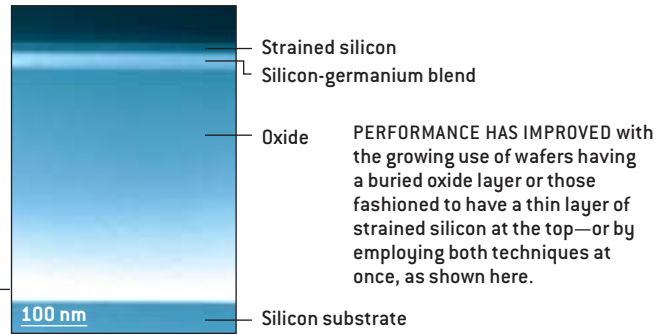 Strained silicon
Silicon-germanium blend
Oxide
PERFORMANCE HAS IMPROVED with
the growing use of wafers having
a buried oxide layer or those
fashioned to have a thin layer of
strained silicon at the top—or by
employing both techniques at
once, as shown here.
100 nm
Silicon substrate